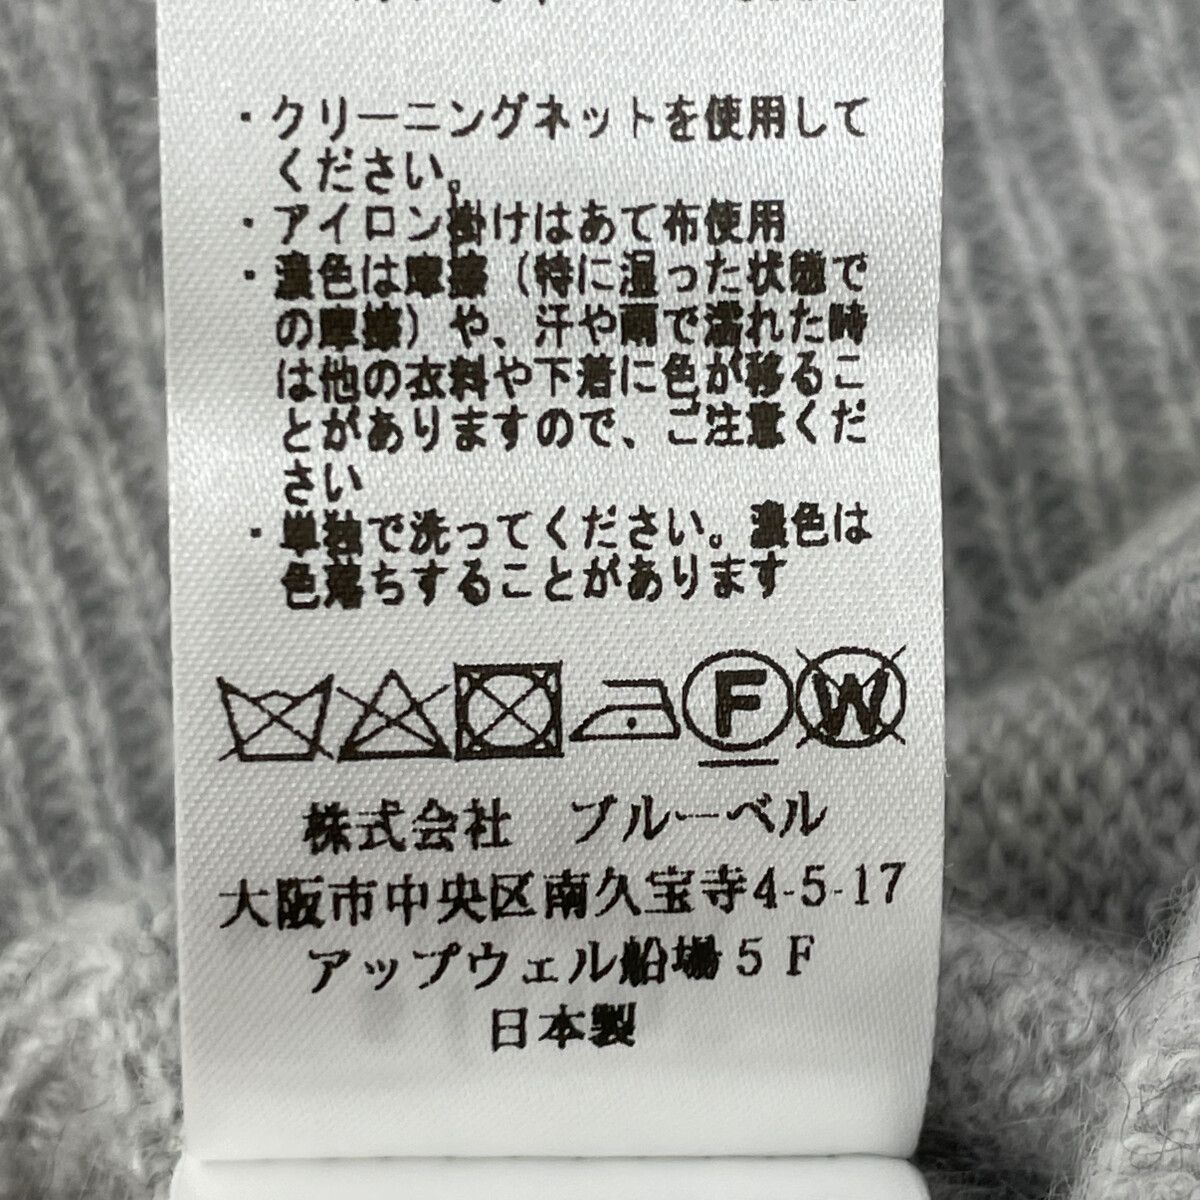 ・クリーニングネットを使用して
ください。
・アイロン掛けはあて布使用
・濃色は摩擦（特に湿った状態で
の摩擦）や、汗や雨で濡れた時
は他の衣料や下着に色が移るこ
とがありますので、ご注意くだ
さい
・単独で洗ってください。濃色は
色落ちすることがあります
F W
株式会社　ブルーベル
大阪市中央区南久宝寺4-5-17
アップウェル船場５Ｆ
日本製